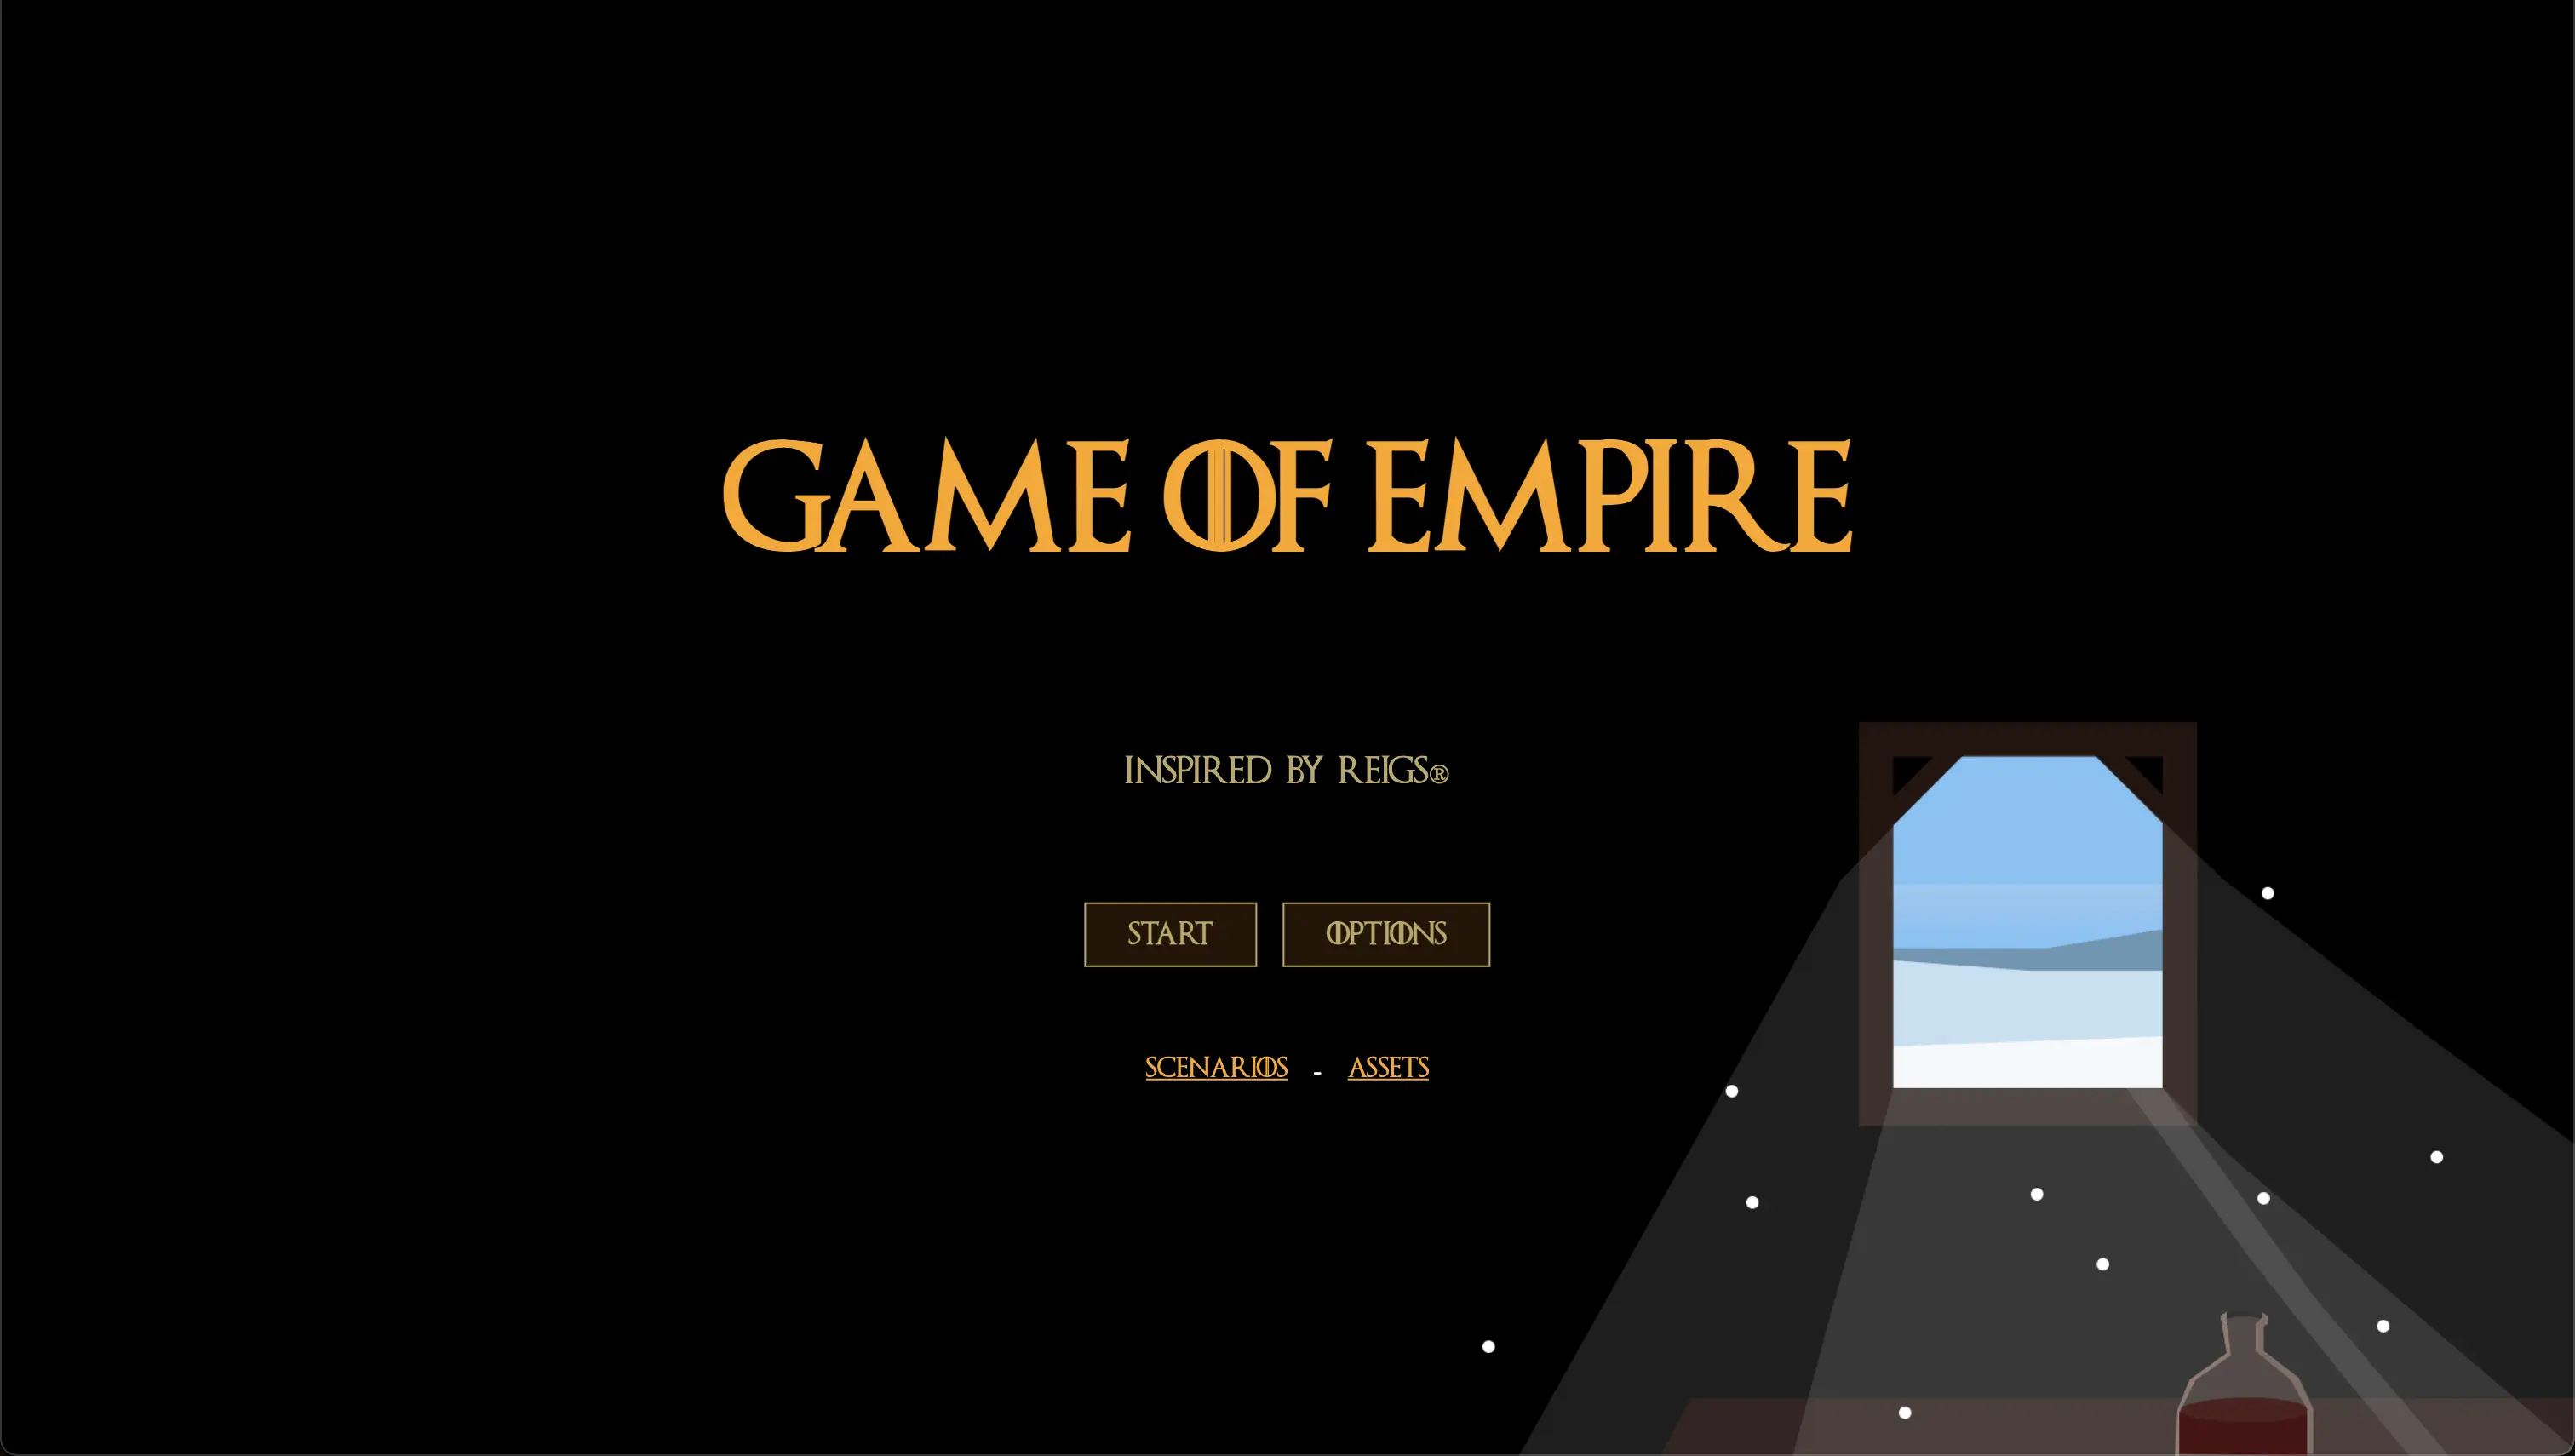 GAME OF EMPIRE
INSPIRED BY REIGS®
START OPTIONS
SCENARIOS - ASSETS